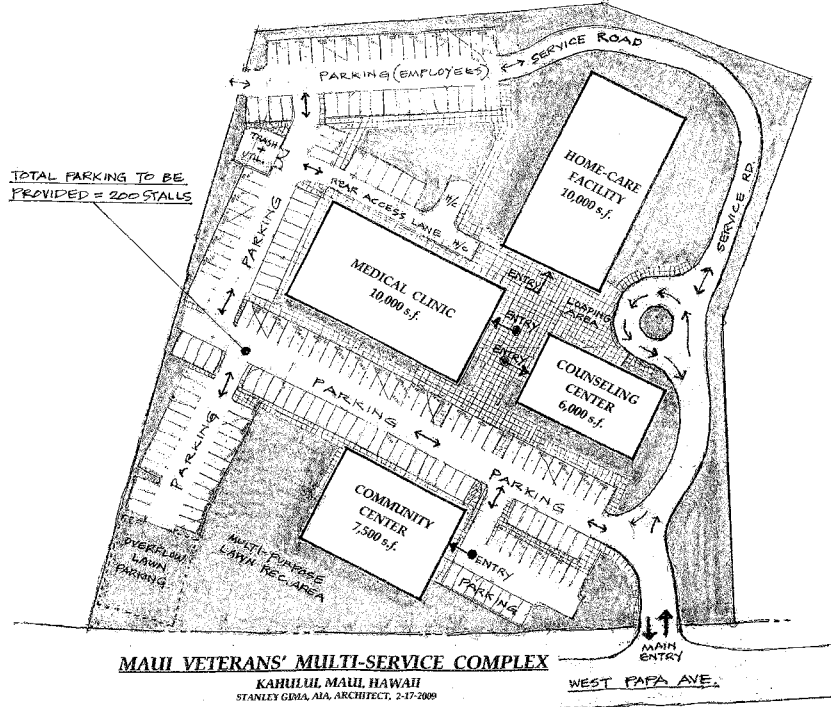 SERVICE ROAD
PARKING (EMPLOYEES)
TRASH
+
UTIL.
TOTAL PARKING TO BE
PROVIDED = 200 STALLS
HOME-CARE
FACILITY
10,000 s.f.
SERVICE RD.
H/C
REAR ACCESS LANE
H/C
PARKING
MEDICAL CLINIC
10,000 s.f.
ENTRY
LOADING
AREA
ENTRY
ENTRY
COUNSELING
CENTER
6,000 s.f.
PARKING
PARKING
PARKING
COMMUNITY
CENTER
7,500 s.f.
ENTRY
PARKING
OVERFLOW
LAWN
PARKING
MULTI-PURPOSE
LAWN REC. AREA
MAIN
ENTRY
WEST PAPA AVE.
MAUI VETERANS' MULTI-SERVICE COMPLEX
KAHULUI, MAUI, HAWAII
STANLEY GIMA, AIA, ARCHITECT, 2-17-2009